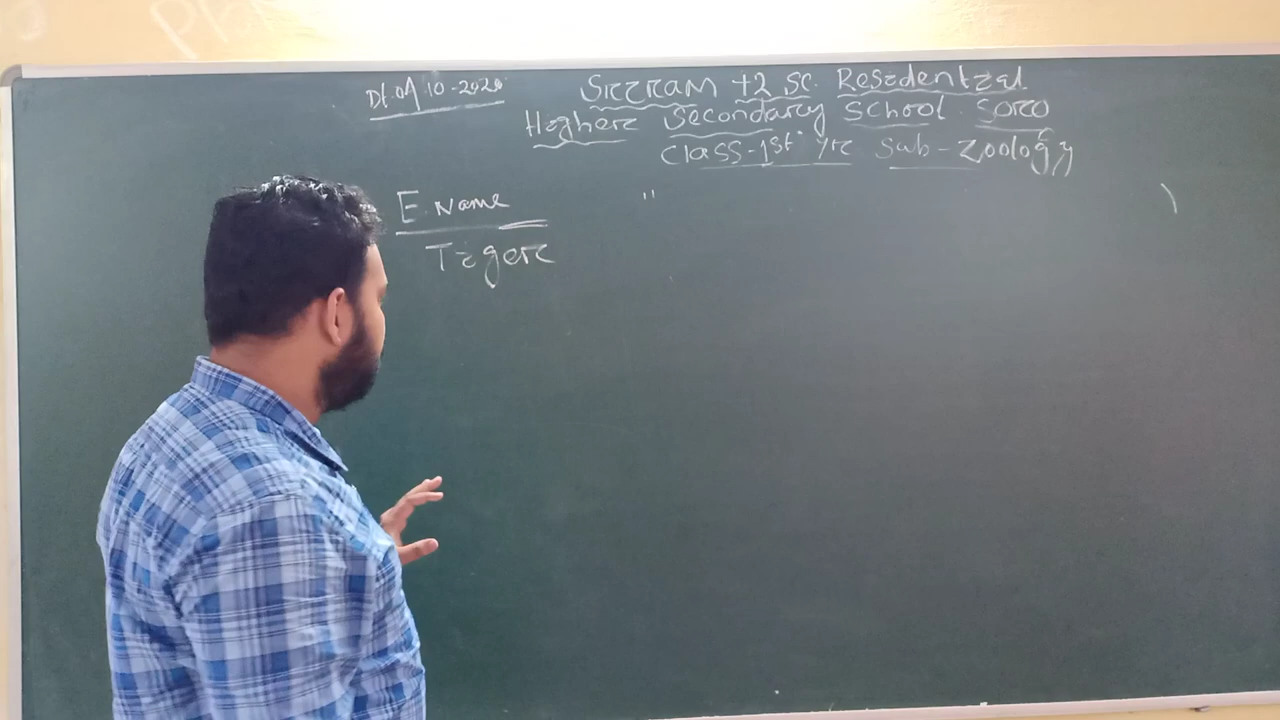 Dt.09.10-2020
Sriram +2 SC. Residential
Higher Secondary School Soro
Class-1st Yr Sub-Zoology
E. Name "
Tiger